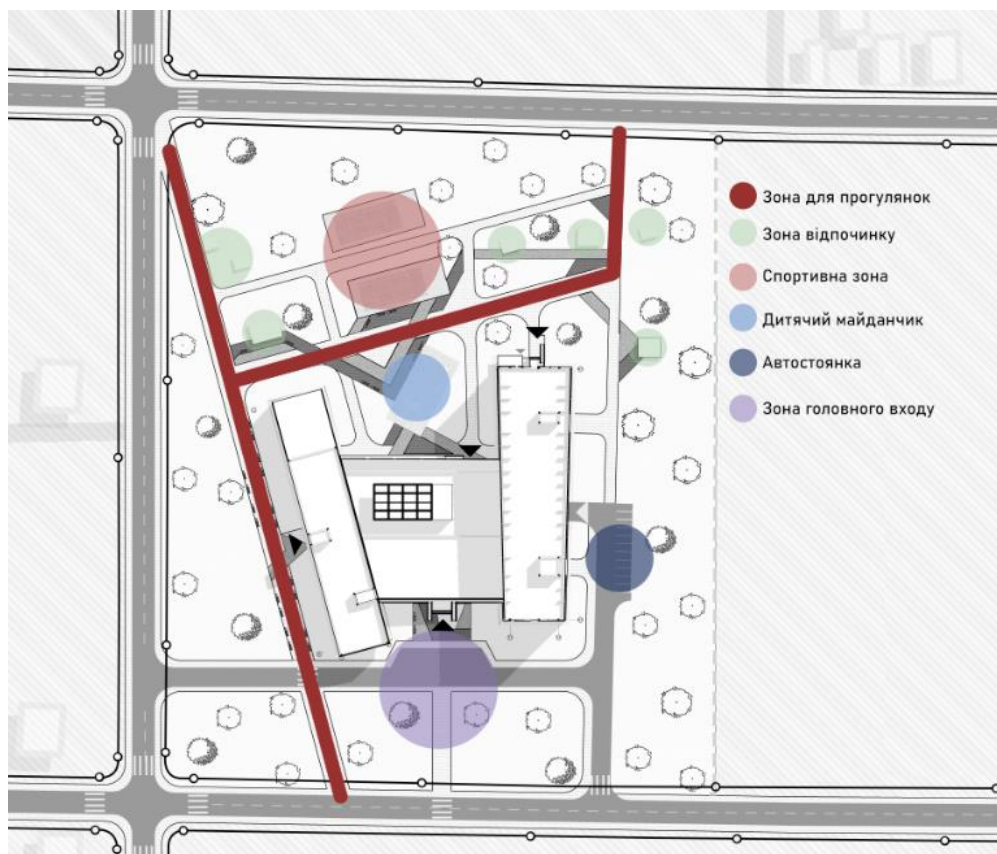 Зона для прогулянок
Зона відпочинку
Спортивна зона
Дитячий майданчик
Автостоянка
Зона головного входу